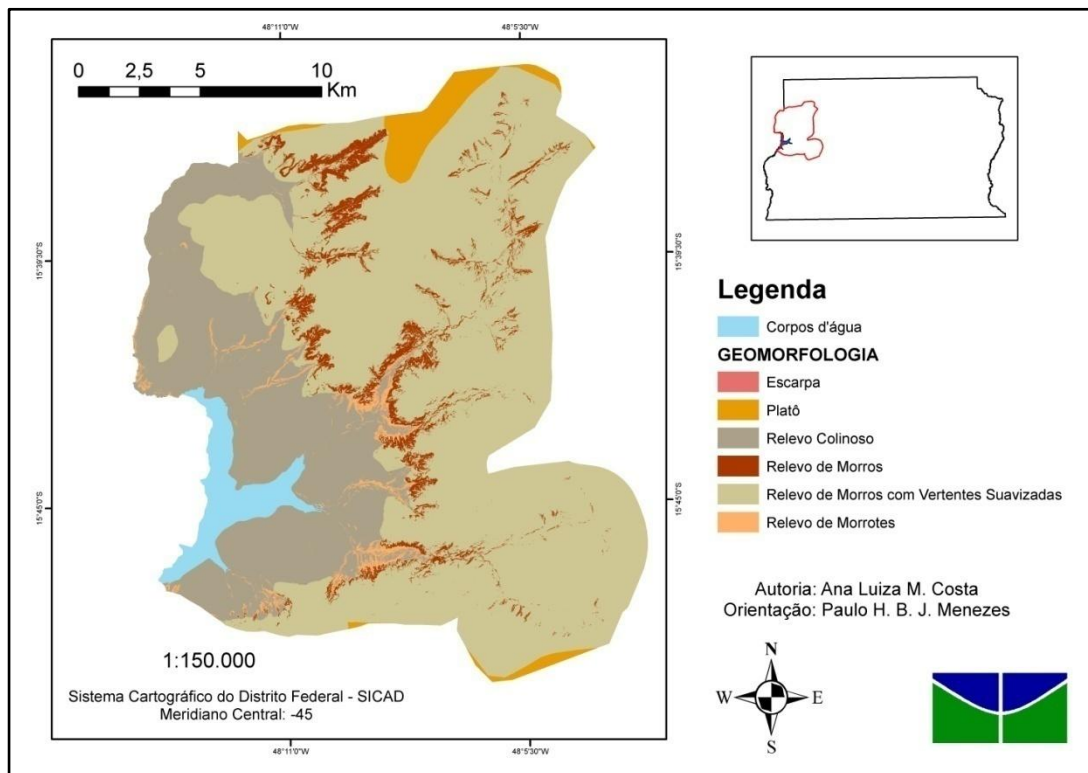 48°11'0"W
48°5'30"W
0 2,5 5 10
Km
15°39'30"S
15°39'30"S
15°45'0"S
15°45'0"S
1:150.000
Sistema Cartográfico do Distrito Federal - SICAD
Meridiano Central: -45
48°11'0"W
48°5'30"W
Legenda
Corpos d'água
GEOMORFOLOGIA
Escarpa
Platô
Relevo Colinoso
Relevo de Morros
Relevo de Morros com Vertentes Suavizadas
Relevo de Morrotes
Autoria: Ana Luiza M. Costa
Orientação: Paulo H. B. J. Menezes
N
W E
S